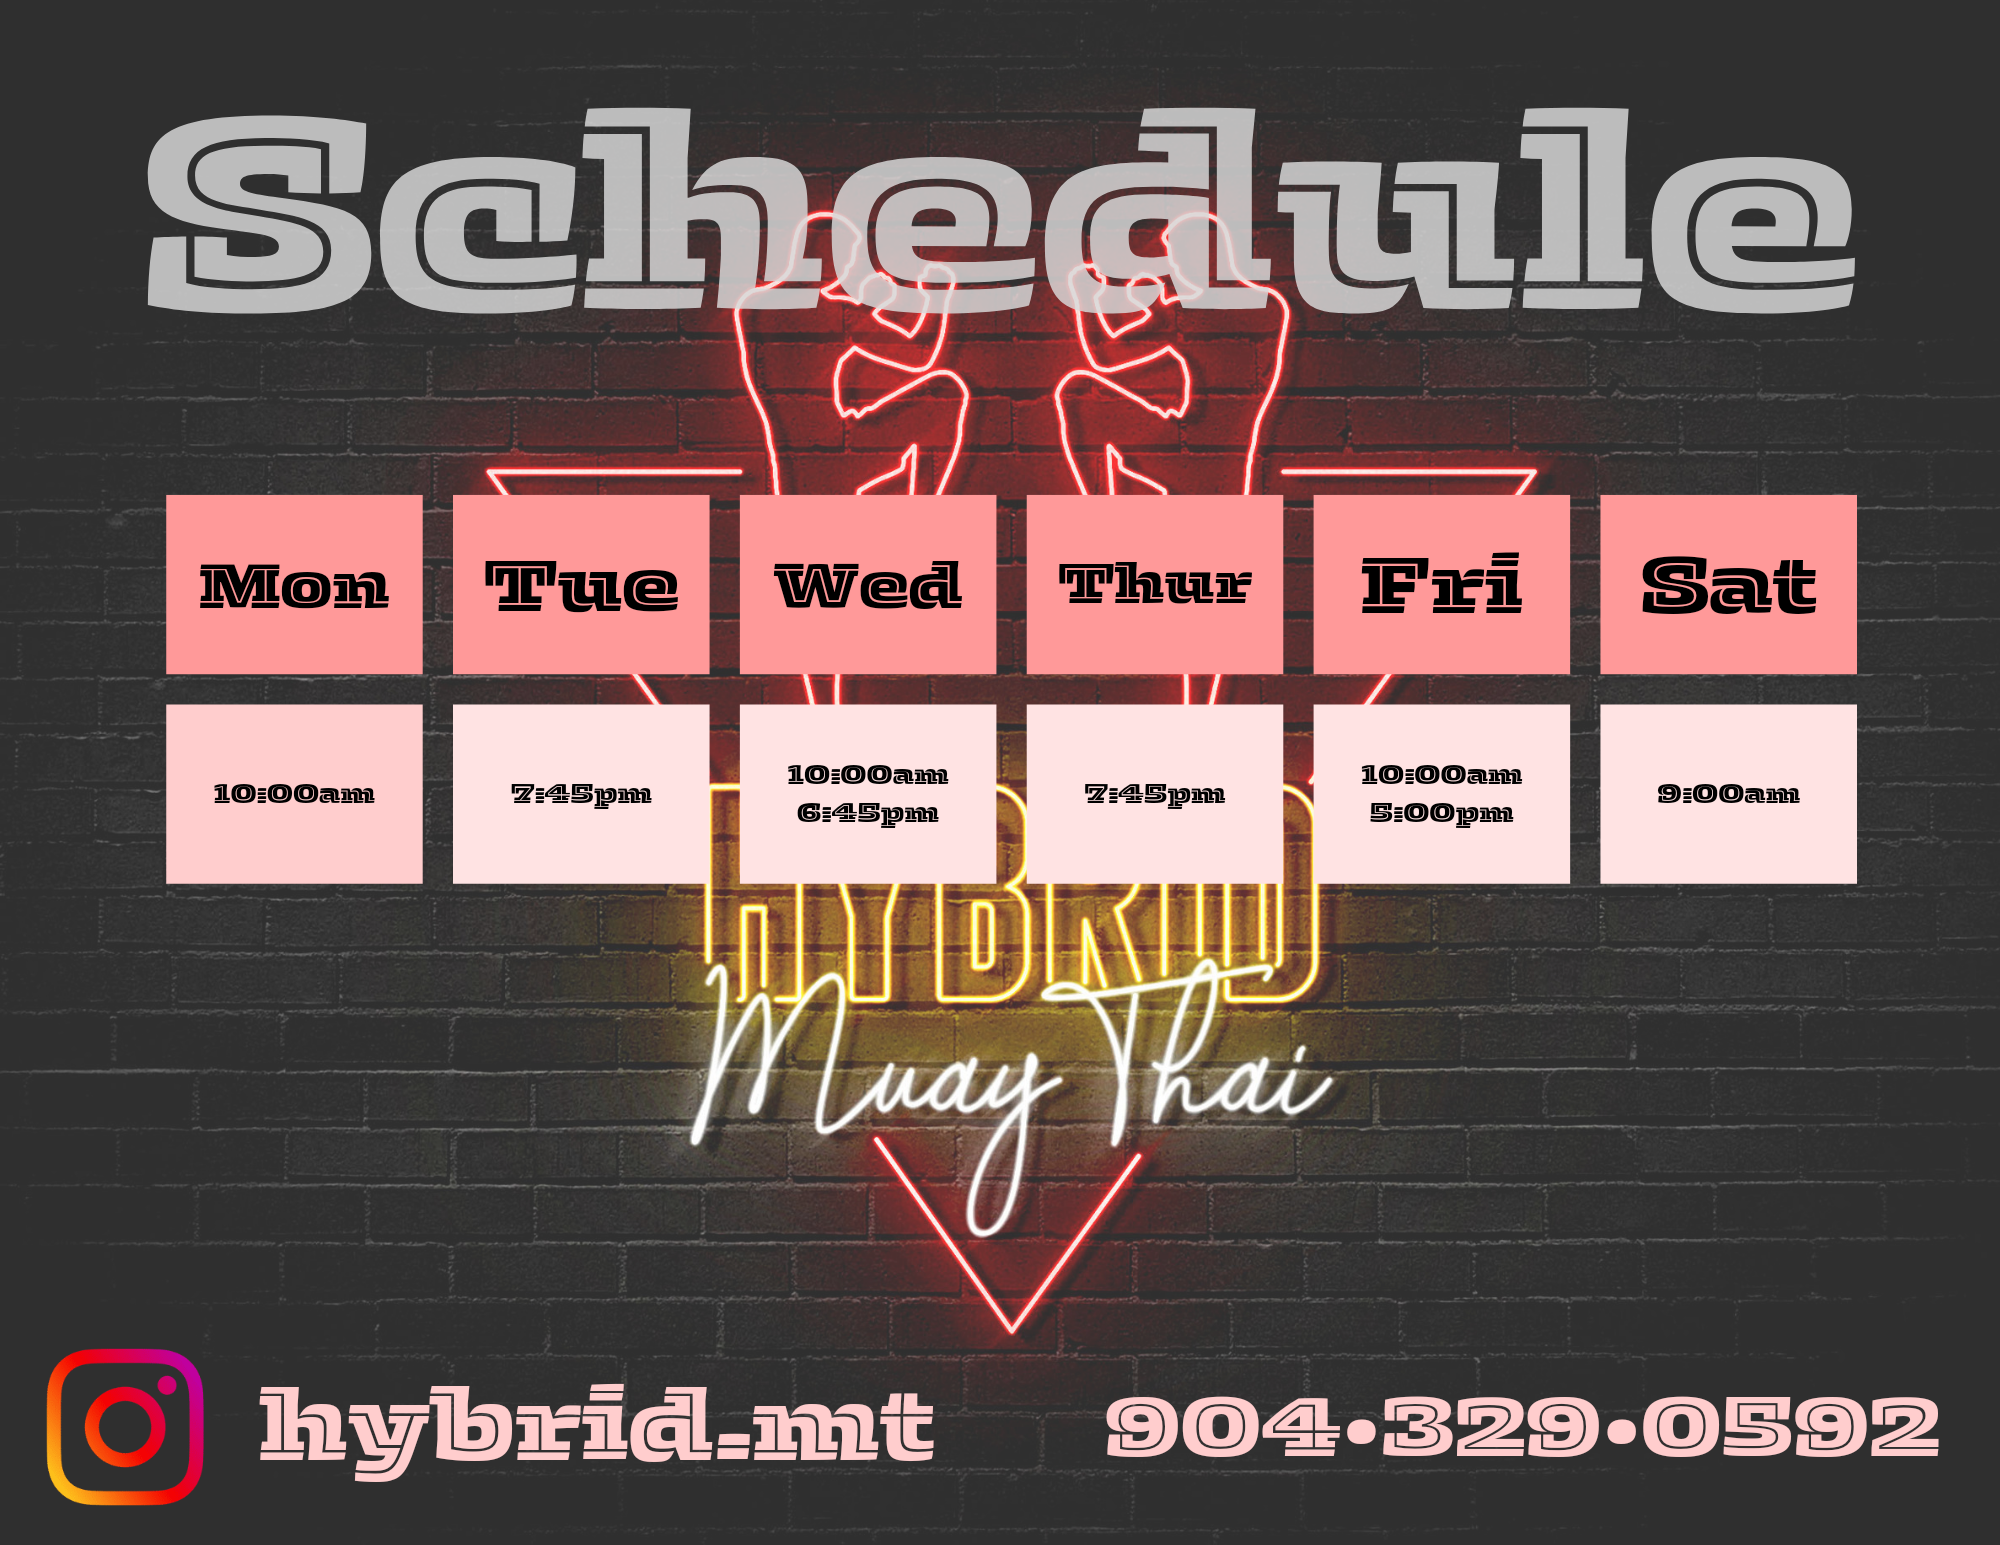 Schedule
Mon Tue Wed Thur Fri Sat
10:00am 7:45pm 10:00am 7:45pm 10:00am 9:00am
6:45pm 5:00pm
HYBRID
Muay Thai
hybrid.mt 904•329•0592